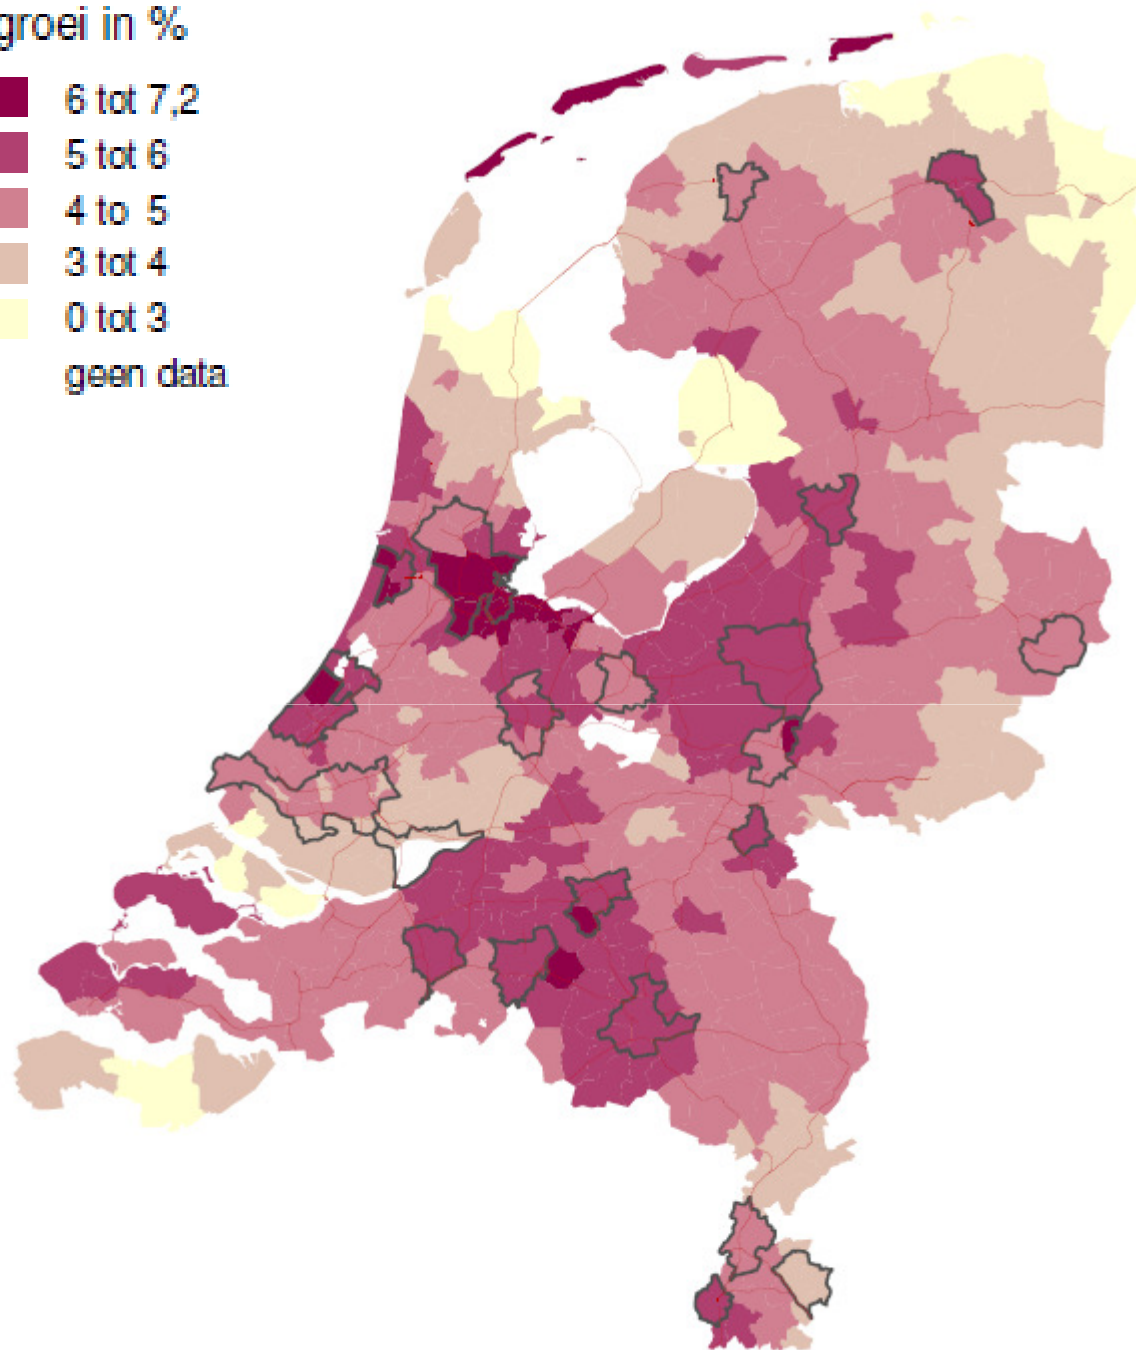 groei in %
6 tot 7,2
5 tot 6
4 to 5
3 tot 4
0 tot 3
geen data